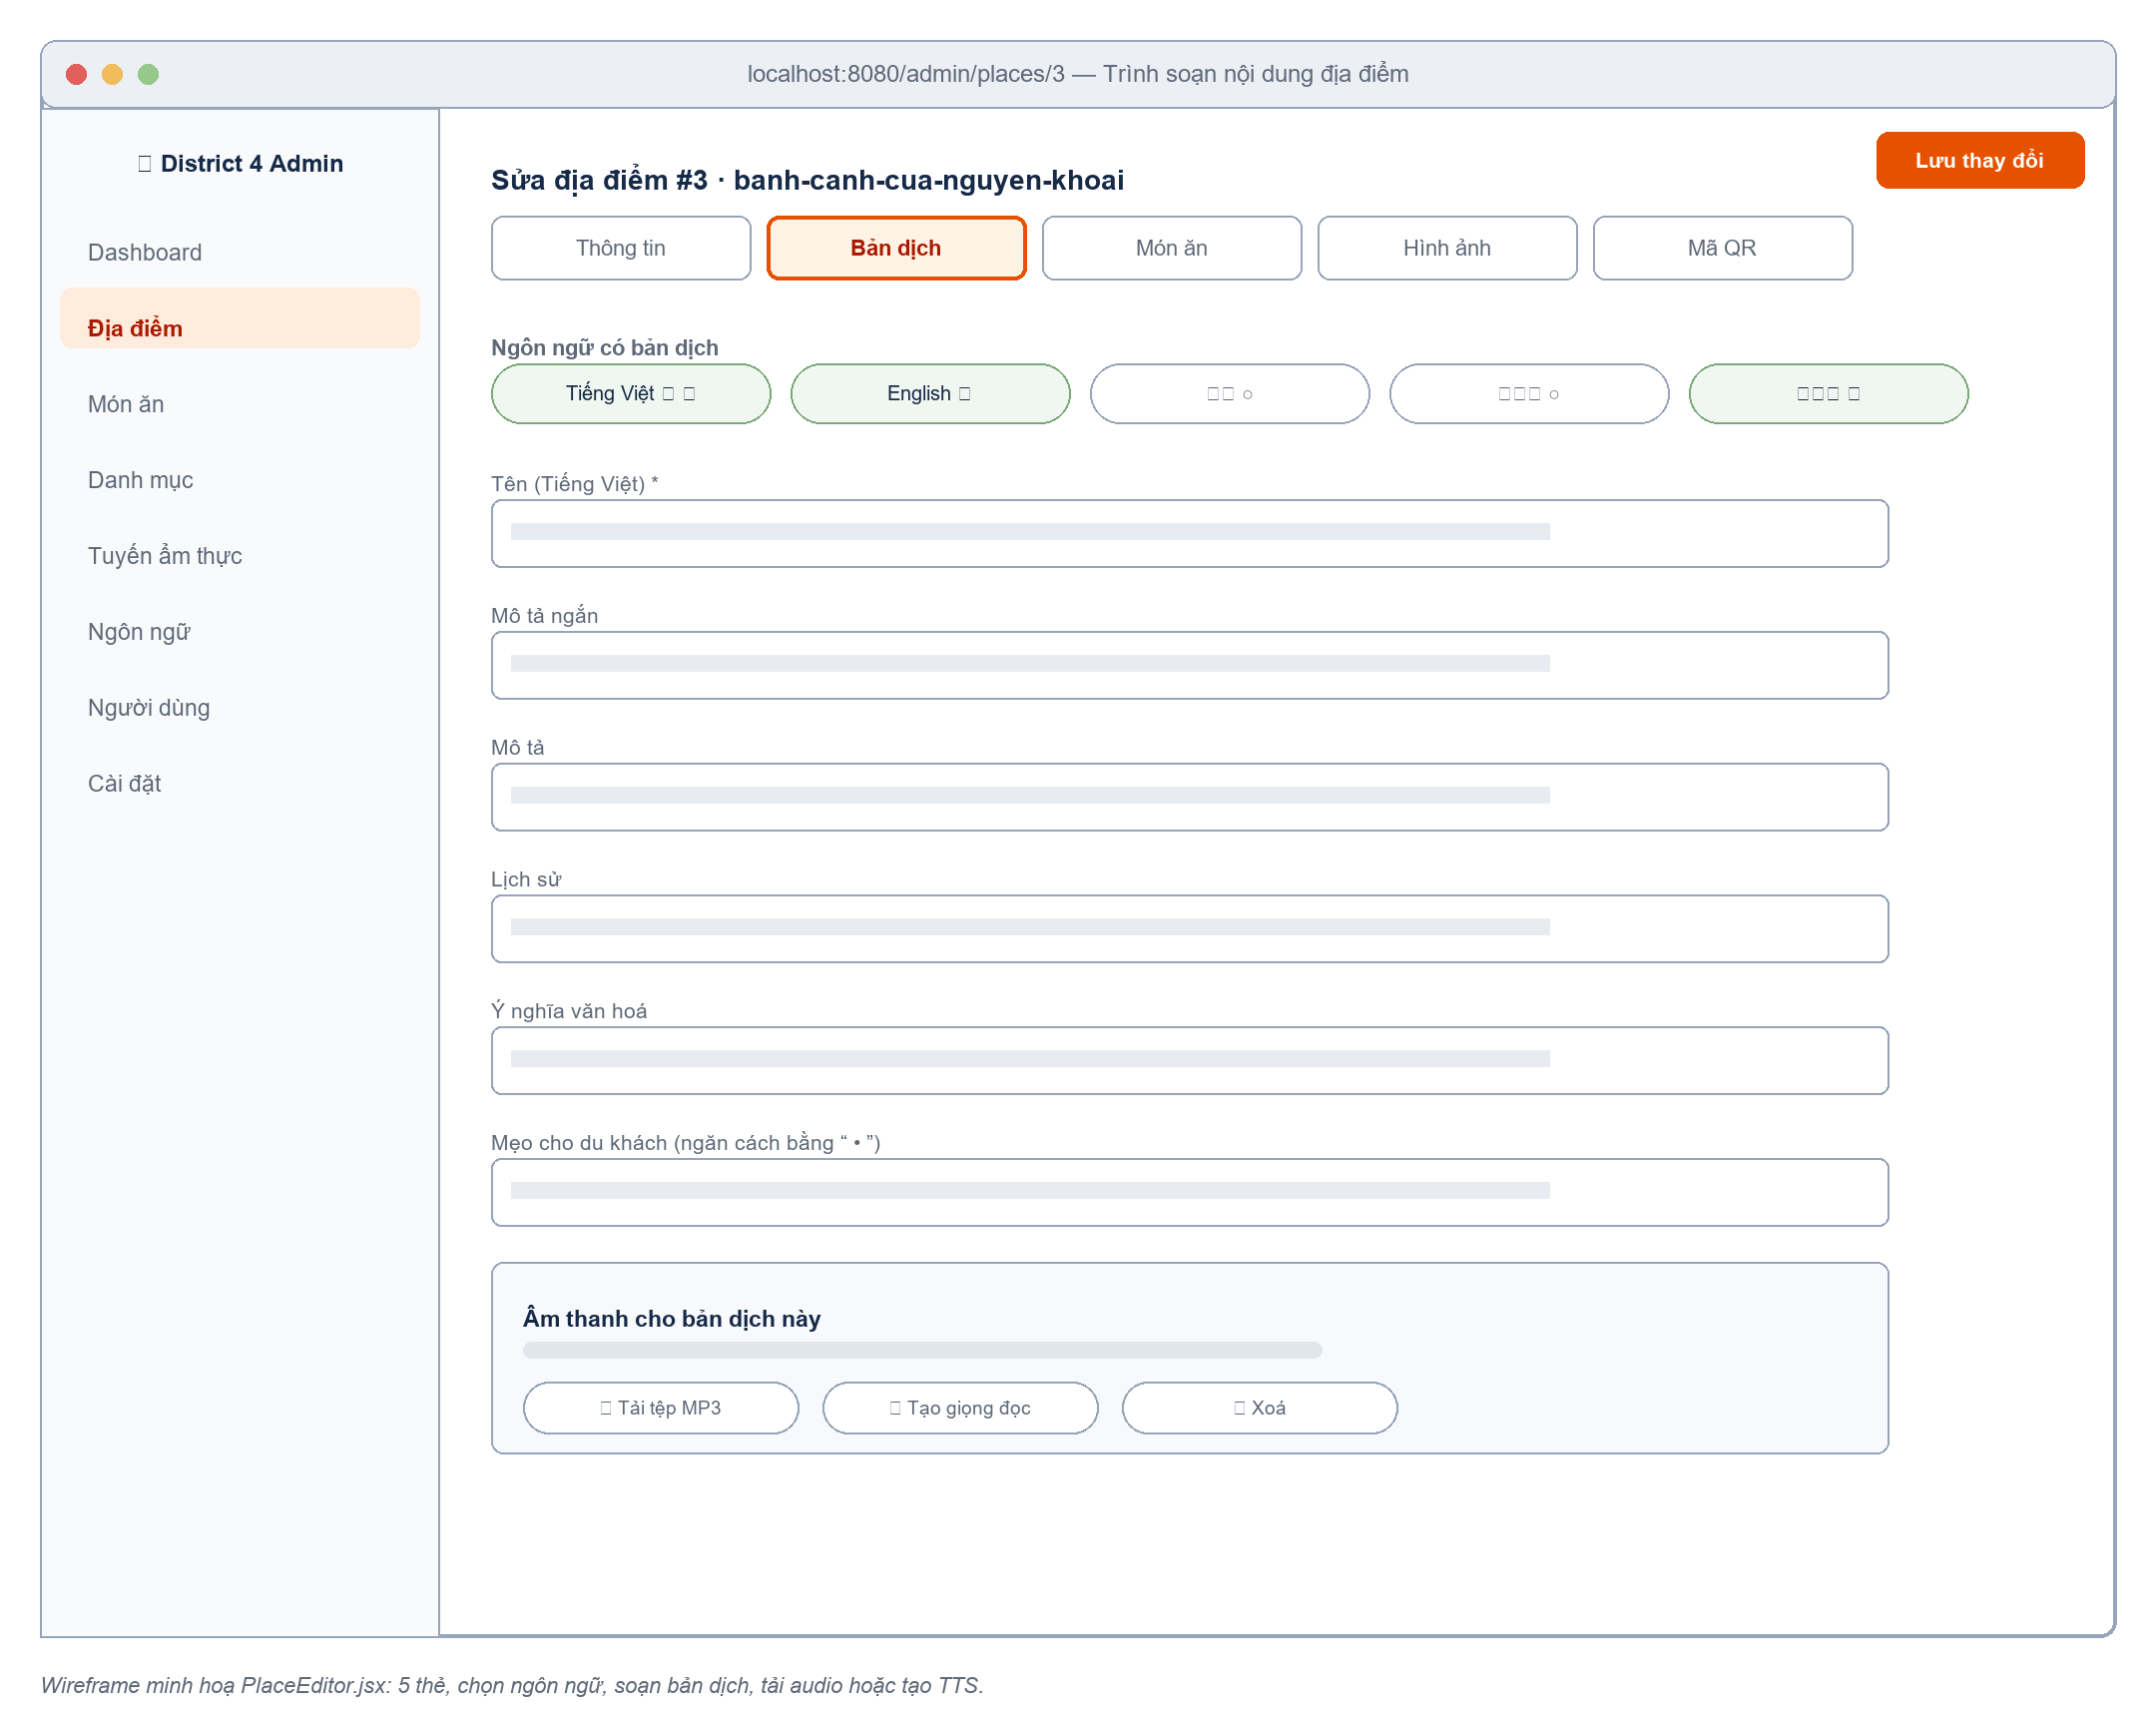 localhost:8080/admin/places/3 — Trình soạn nội dung địa điểm
District 4 Admin
Dashboard
Địa điểm
Món ăn
Danh mục
Tuyến ẩm thực
Ngôn ngữ
Người dùng
Cài đặt
Sửa địa điểm #3 · banh-canh-cua-nguyen-khoai
Lưu thay đổi
Thông tin
Bản dịch
Món ăn
Hình ảnh
Mã QR
Ngôn ngữ có bản dịch
Tiếng Việt
English
Tên (Tiếng Việt) *
Mô tả ngắn
Mô tả
Lịch sử
Ý nghĩa văn hoá
Mẹo cho du khách (ngăn cách bằng “ • ”)
Âm thanh cho bản dịch này
Tải tệp MP3
Tạo giọng đọc
Xoá
Wireframe minh hoạ PlaceEditor.jsx: 5 thẻ, chọn ngôn ngữ, soạn bản dịch, tải audio hoặc tạo TTS.